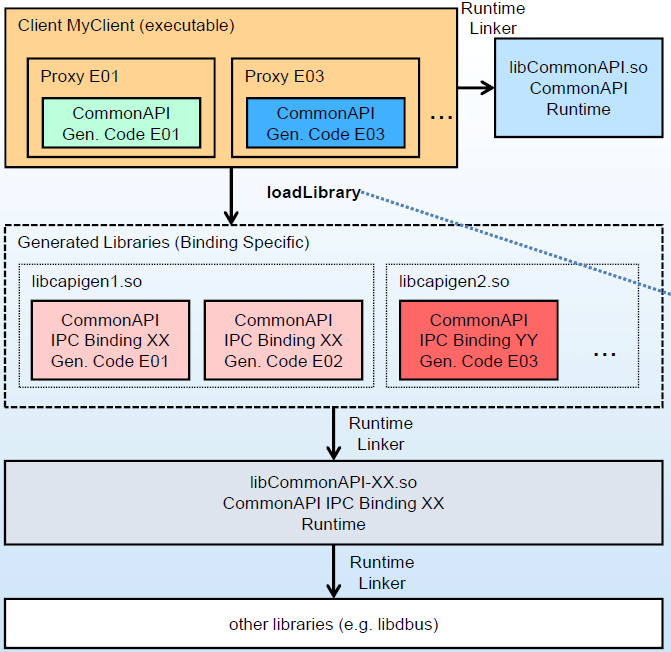 Client MyClient (executable)
Runtime
Linker
Proxy E01
CommonAPI
Gen. Code E01
Proxy E03
CommonAPI
Gen. Code E03
...
libCommonAPI.so
CommonAPI
Runtime
loadLibrary
Generated Libraries (Binding Specific)
libcapigen1.so
CommonAPI
IPC Binding XX
Gen. Code E01
CommonAPI
IPC Binding XX
Gen. Code E02
libcapigen2.so
CommonAPI
IPC Binding YY
Gen. Code E03
...
Runtime
Linker
libCommonAPI-XX.so
CommonAPI IPC Binding XX
Runtime
Runtime
Linker
other libraries (e.g. libdbus)